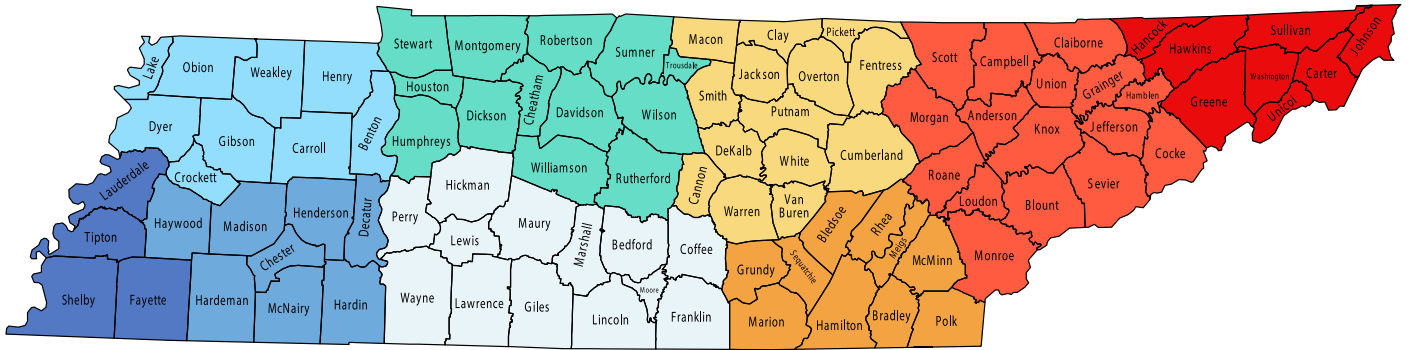 Lake
Obion
Weakley
Henry
Stewart
Montgomery
Robertson
Sumner
Trousdale
Macon
Clay
Pickett
Fentress
Scott
Campbell
Claiborne
Hancock
Hawkins
Sullivan
Johnson
Dyer
Gibson
Carroll
Benton
Houston
Humphreys
Dickson
Cheatham
Davidson
Wilson
Smith
Jackson
Overton
Putnam
Morgan
Anderson
Union
Grainger
Hamblen
Knox
Jefferson
Greene
Washington
Carter
Unicoi
Lauderdale
Crockett
Haywood
Madison
Henderson
Decatur
Perry
Hickman
Williamson
Rutherford
Cannon
DeKalb
White
Cumberland
Roane
Loudon
Blount
Sevier
Cocke
Tipton
Chester
Lewis
Maury
Marshall
Bedford
Coffee
Warren
Van
Buren
Bledsoe
Rhea
Meigs
McMinn
Monroe
Shelby
Fayette
Hardeman
McNairy
Hardin
Wayne
Lawrence
Giles
Lincoln
Moore
Franklin
Grundy
Sequatchie
Marion
Hamilton
Bradley
Polk